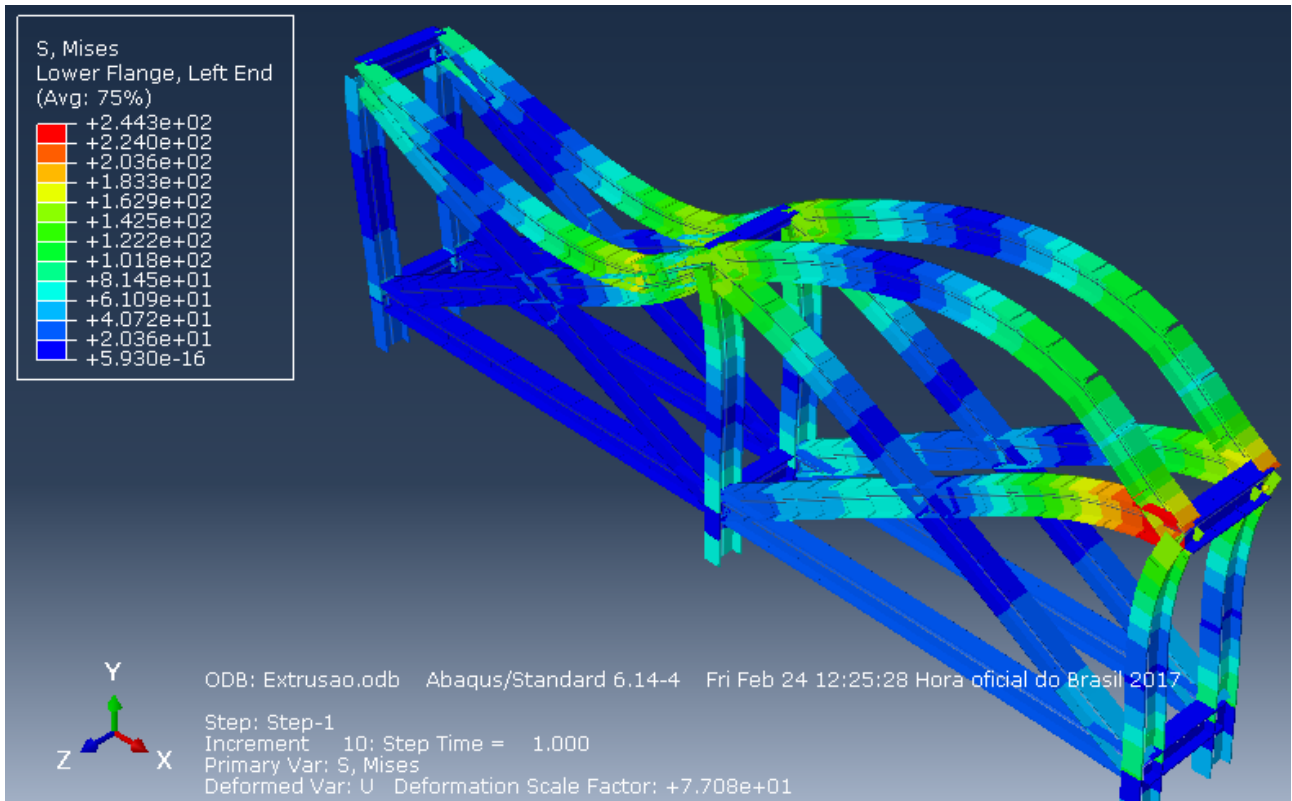 S, Mises
Lower Flange, Left End
(Avg: 75%)
+2.443e+02
+2.240e+02
+2.036e+02
+1.833e+02
+1.629e+02
+1.425e+02
+1.222e+02
+1.018e+02
+8.145e+01
+6.109e+01
+4.072e+01
+2.036e+01
+5.930e-16
Y
Z
X
ODB: Extrusao.odb    Abaqus/Standard 6.14-4    Fri Feb 24 12:25:28 Hora oficial do Brasil 2017
Step: Step-1
Increment     10: Step Time =    1.000
Primary Var: S, Mises
Deformed Var: U   Deformation Scale Factor: +7.708e+01